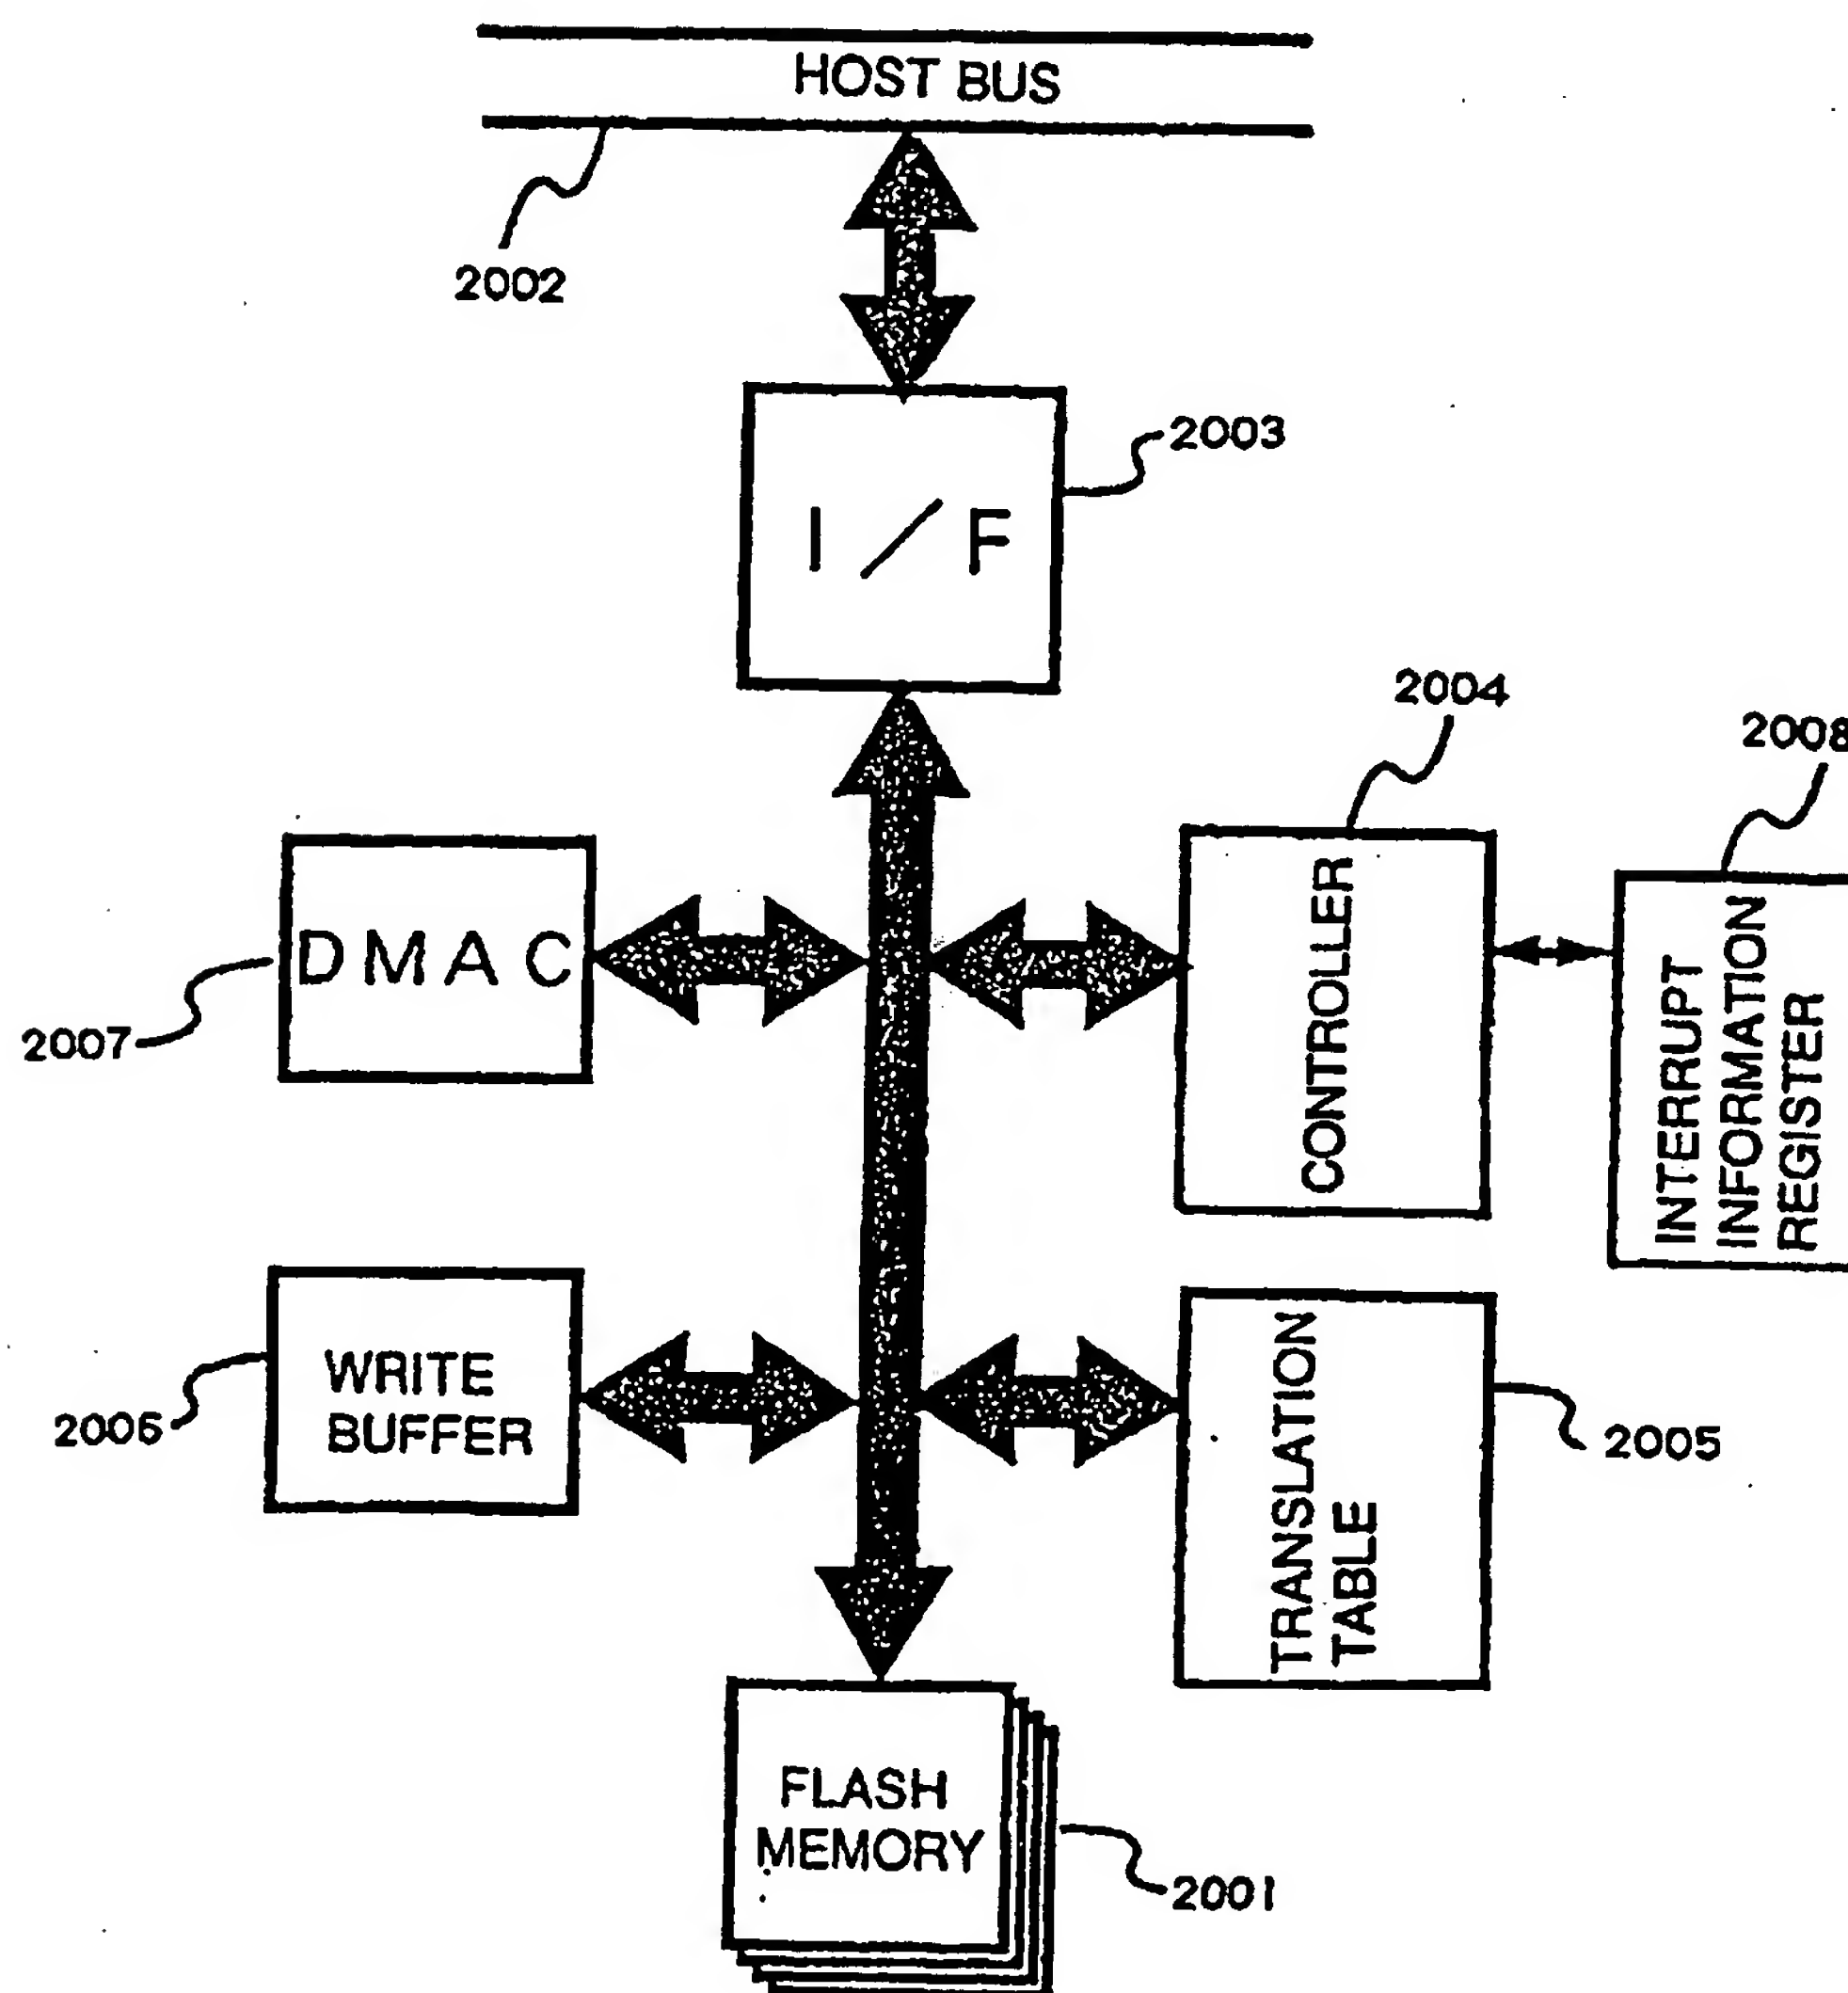 HOST BUS
2002
2003
I/F
2004
2008
DMAC
CONTROLLER
INTERRUPT
INFORMATION
REGISTER
2007
WRITE
BUFFER
2006
TRANSLATION
TABLE
2005
FLASH
MEMORY
2001